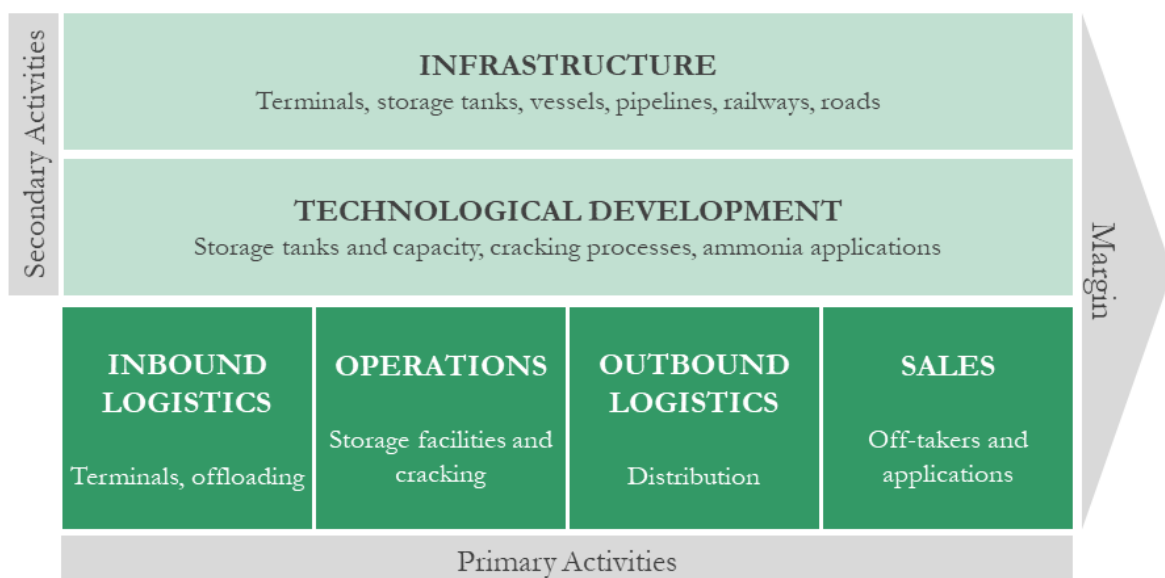 Secondary Activities
INFRASTRUCTURE
Terminals, storage tanks, vessels, pipelines, railways, roads
TECHNOLOGICAL DEVELOPMENT
Storage tanks and capacity, cracking processes, ammonia applications
INBOUND
LOGISTICS
Terminals, offloading
OPERATIONS
Storage facilities and
cracking
OUTBOUND
LOGISTICS
Distribution
SALES
Off-takers and
applications
Margin
Primary Activities